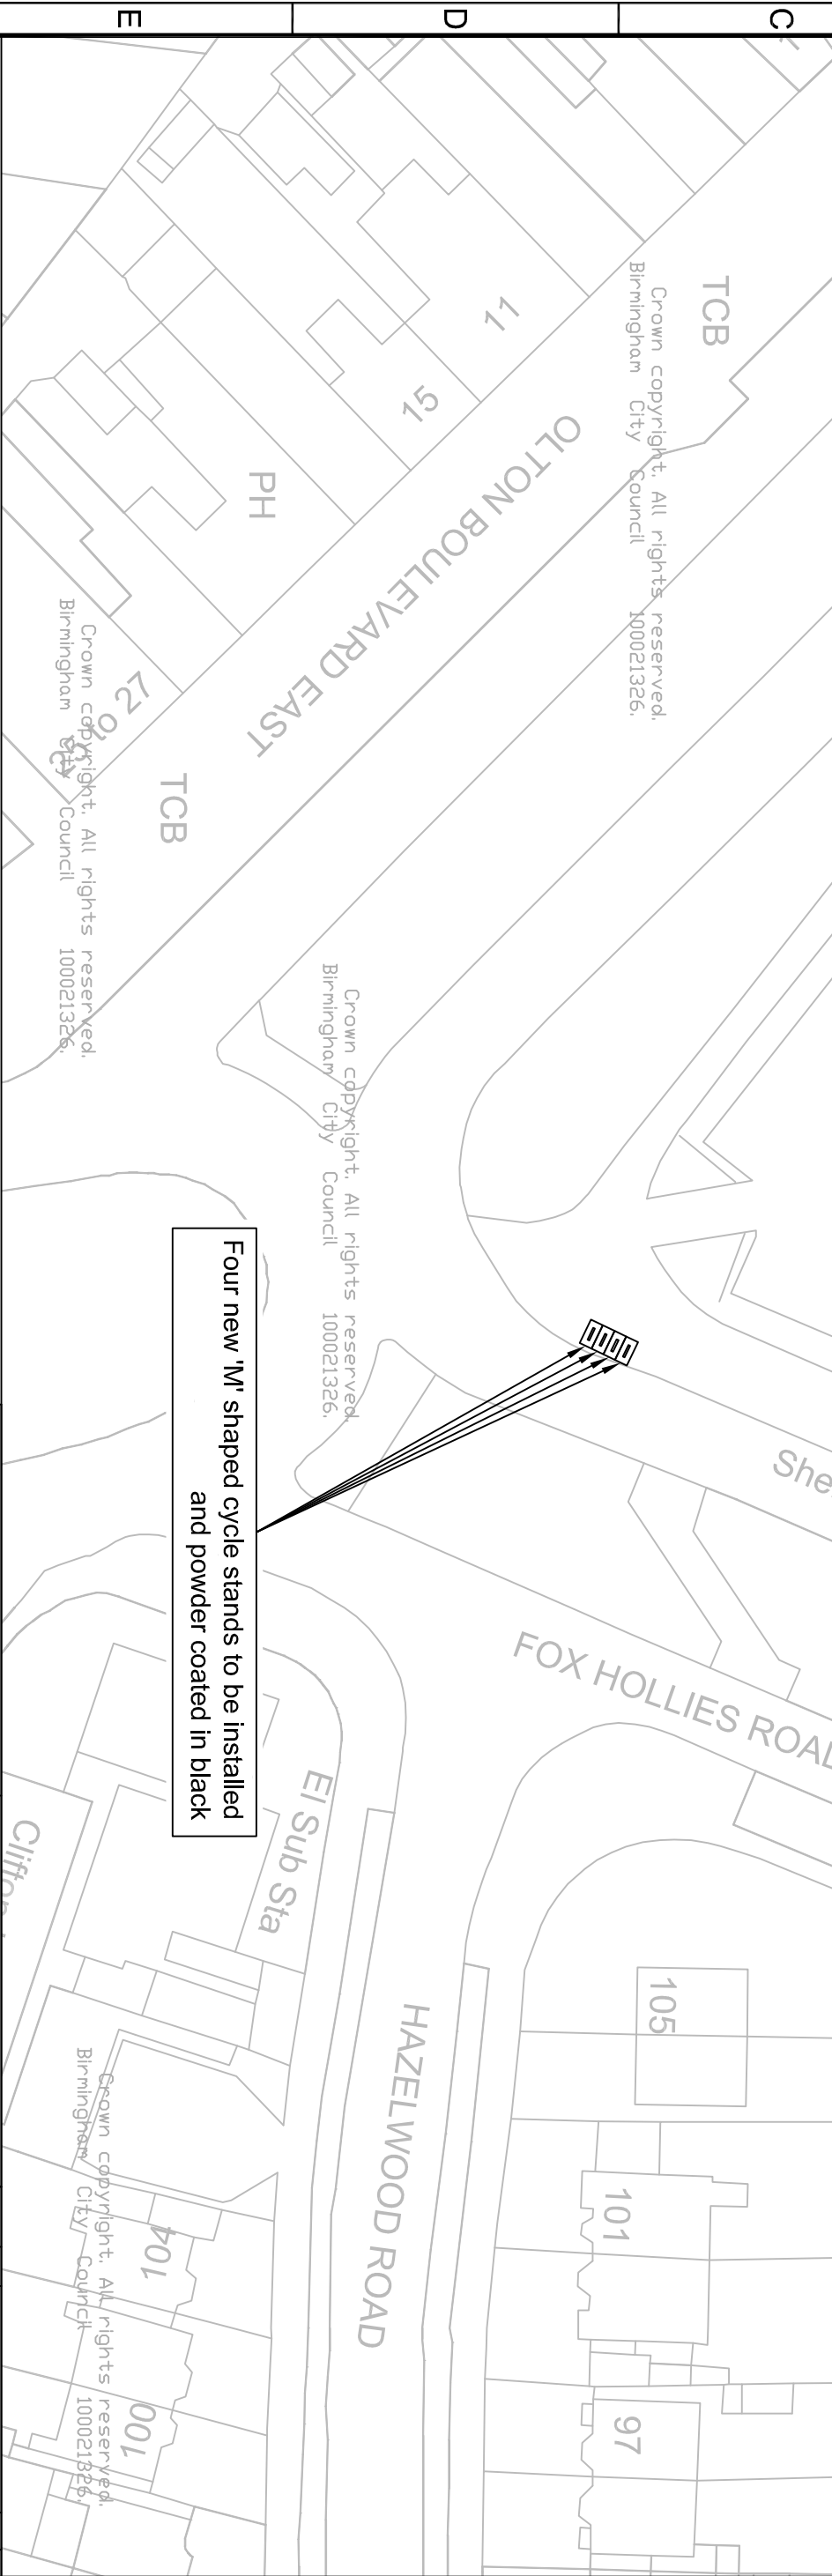 E
D
C
TCB
Crown copyright. All rights reserved.
Birmingham City Council 100021326.
11
15
OLTON BOULEVARD EAST
PH
to 27
TCB
Crown copyright. All rights reserved.
Birmingham City Council 100021326.
Crown copyright. All rights reserved.
Birmingham City Council 100021326.
Four new 'M' shaped cycle stands to be installed
and powder coated in black
She
FOX HOLLIES ROAD
El Sub Sta
Clifton
105
HAZELWOOD ROAD
101
Crown copyright. All rights reserved.
Birmingham City Council 100021326.
104
100
97